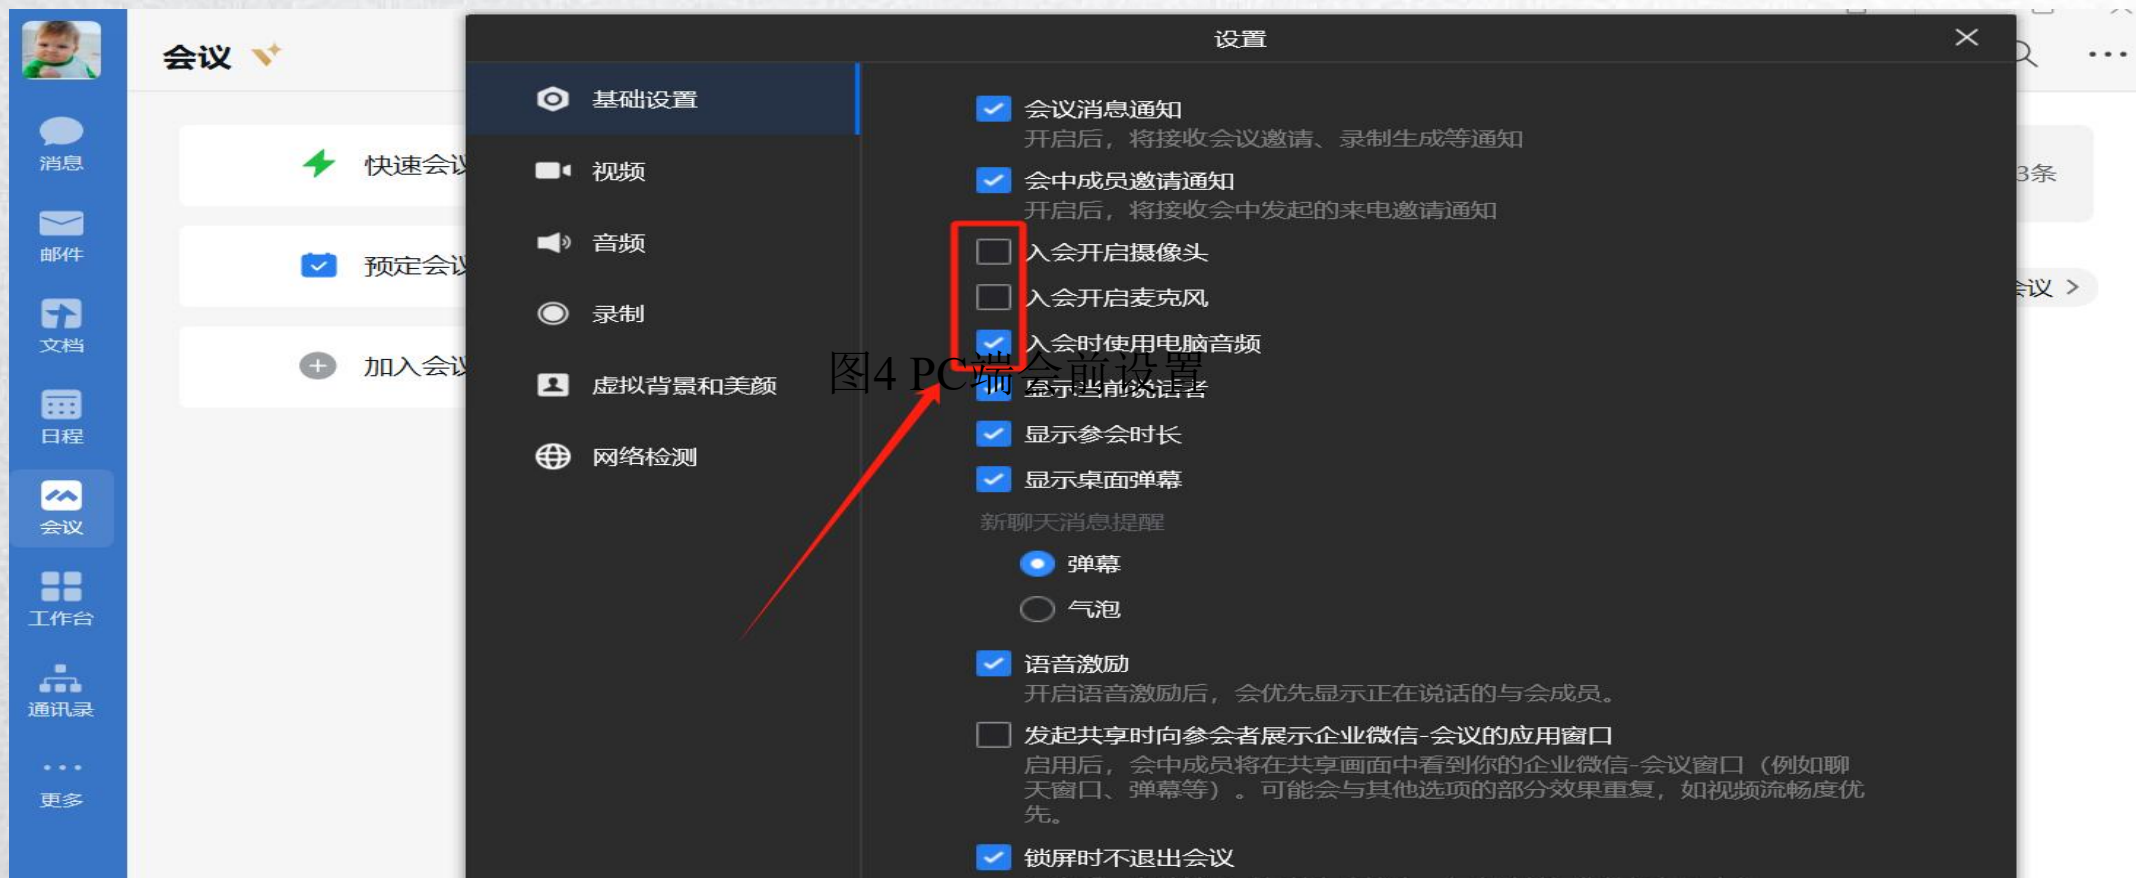 消息
邮件
文档
日程
会议
工作台
通讯录
更多
会议
快速会议
预定会议
加入会议
设置
基础设置
视频
音频
录制
虚拟背景和美颜
网络检测
会议消息通知
开启后，将接收会议邀请、录制生成等通知
会中成员邀请通知
开启后，将接收会中发起的来电邀请通知
入会开启摄像头
入会开启麦克风
入会时使用电脑音频
图4 PC端会前设置
显示当前说话者
显示参会时长
显示桌面弹幕
新聊天消息提醒
弹幕
气泡
语音激励
开启语音激励后，会优先显示正在说话的与会成员。
发起共享时向参会者展示企业微信-会议的应用窗口
启用后，会中成员将在共享画面中看到你的企业微信-会议窗口（例如聊
天窗口、弹幕等）。可能会与其他选项的部分效果重复，如视频流畅度优
先。
锁屏时不退出会议
3条
会议 >